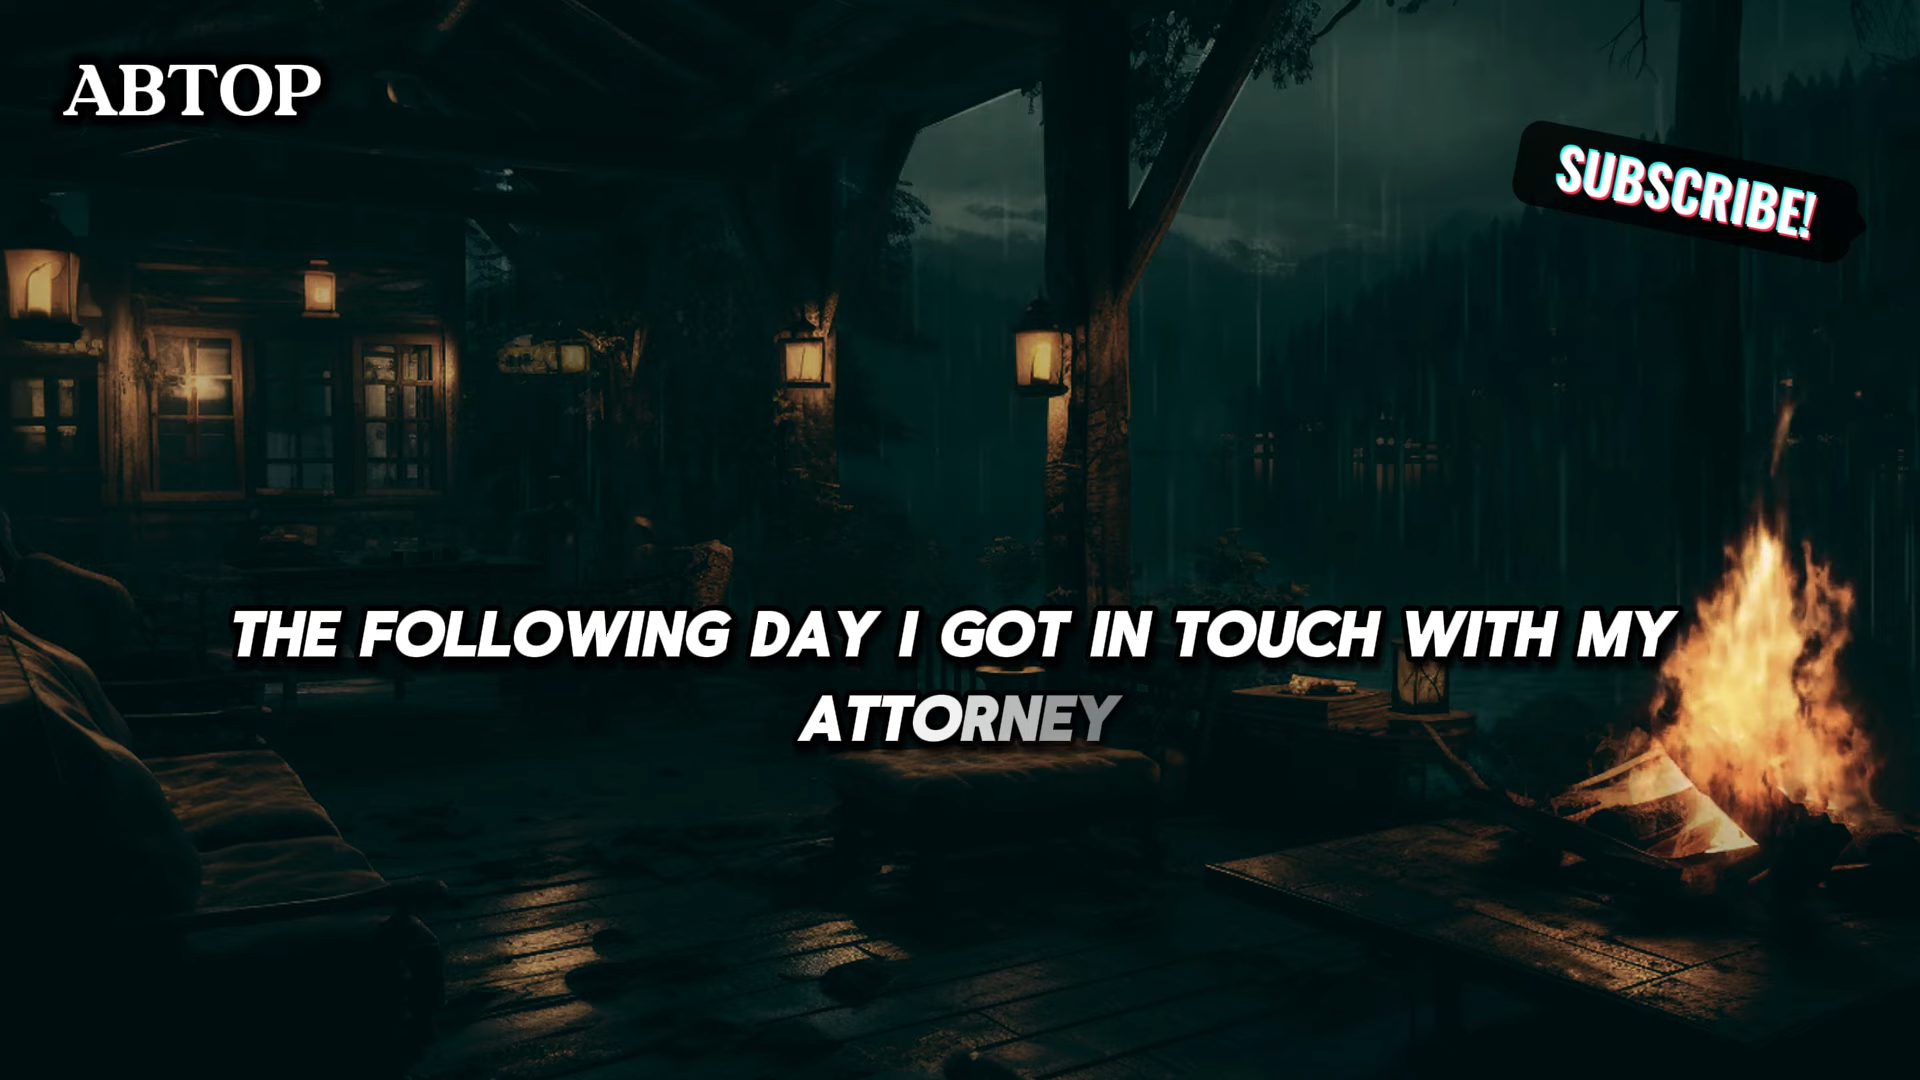 ABTOP
SUBSCRIBE!
THE FOLLOWING DAY I GOT IN TOUCH WITH MY
ATTORNEY